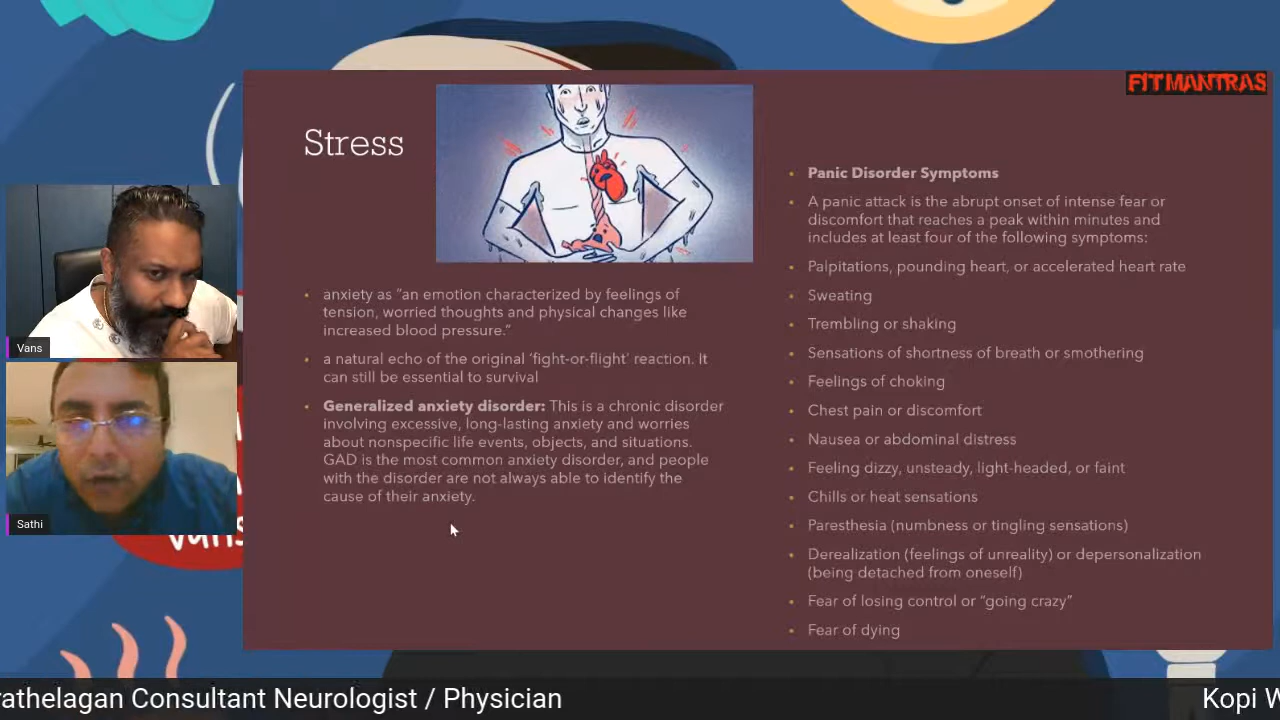 FITMANTRAS
Stress
anxiety as “an emotion characterized by feelings of
tension, worried thoughts and physical changes like
increased blood pressure.”
a natural echo of the original ‘fight-or-flight’ reaction. It
can still be essential to survival
Generalized anxiety disorder: This is a chronic disorder
involving excessive, long-lasting anxiety and worries
about nonspecific life events, objects, and situations.
GAD is the most common anxiety disorder, and people
with the disorder are not always able to identify the
cause of their anxiety.
Panic Disorder Symptoms
A panic attack is the abrupt onset of intense fear or
discomfort that reaches a peak within minutes and
includes at least four of the following symptoms:
Palpitations, pounding heart, or accelerated heart rate
Sweating
Trembling or shaking
Sensations of shortness of breath or smothering
Feelings of choking
Chest pain or discomfort
Nausea or abdominal distress
Feeling dizzy, unsteady, light-headed, or faint
Chills or heat sensations
Paresthesia (numbness or tingling sensations)
Derealization (feelings of unreality) or depersonalization
(being detached from oneself)
Fear of losing control or “going crazy”
Fear of dying
Vans
Sathi
Vans
rathelagan Consultant Neurologist / Physician
Kopi W